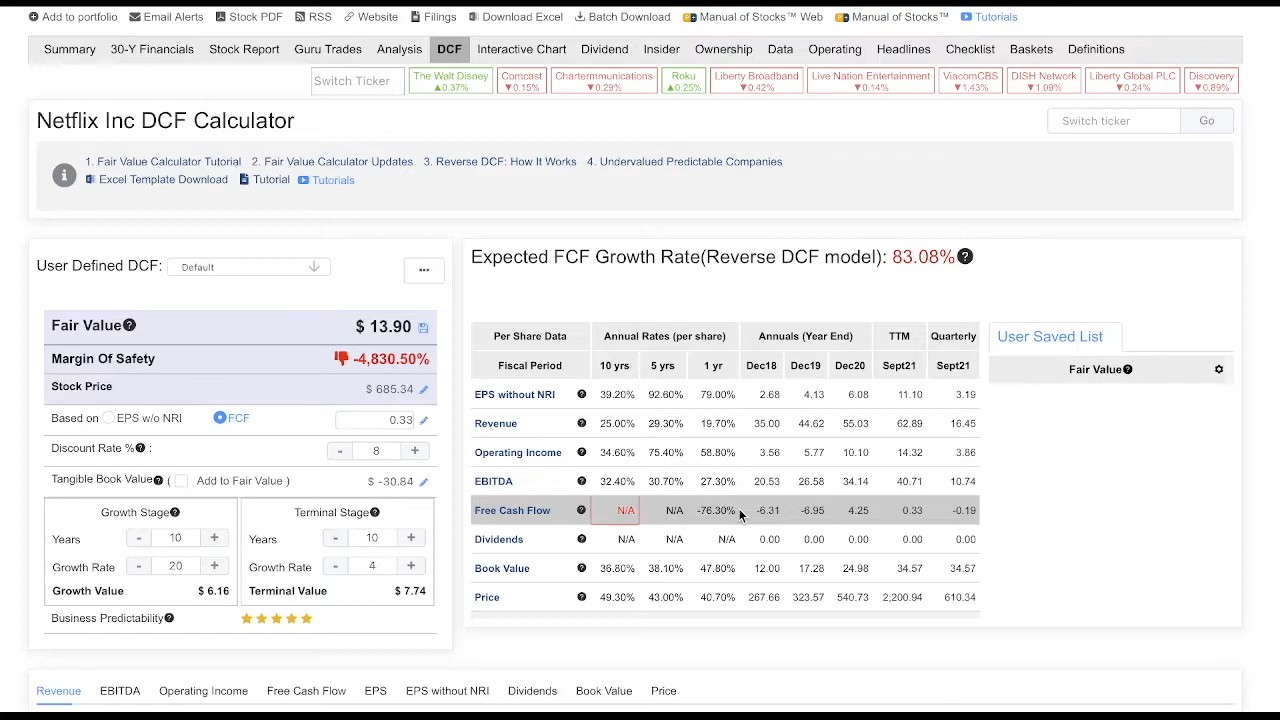 Add to portfolio Email Alerts Stock PDF RSS Website Filings Download Excel Batch Download Manual of Stocks™ Web Manual of Stocks™ Tutorials
Summary 30-Y Financials Stock Report Guru Trades Analysis DCF Interactive Chart Dividend Insider Ownership Data Operating Headlines Checklist Baskets Definitions
Switch Ticker The Walt Disney ▲0.37% Comcast ▼0.15% Chartermmunications ▼0.29% Roku ▲0.25% Liberty Broadband ▼0.42% Live Nation Entertainment ▼0.14% ViacomCBS ▼1.43% DISH Network ▼1.09% Liberty Global PLC ▼0.24% Discovery ▼0.89%
Netflix Inc DCF Calculator
Switch ticker Go
1. Fair Value Calculator Tutorial 2. Fair Value Calculator Updates 3. Reverse DCF: How It Works 4. Undervalued Predictable Companies
Excel Template Download Tutorial Tutorials
User Defined DCF: Default ...
Fair Value $ 13.90
Margin Of Safety -4,830.50%
Stock Price $ 685.34
Based on EPS w/o NRI FCF 0.33
Discount Rate % : - 8 +
Tangible Book Value ( Add to Fair Value ) $ -30.84
Growth Stage Terminal Stage
Years - 10 + Years - 10 +
Growth Rate - 20 + Growth Rate - 4 +
Growth Value $ 6.16 Terminal Value $ 7.74
Business Predictability
Expected FCF Growth Rate(Reverse DCF model): 83.08%
Per Share Data Annual Rates (per share) Annuals (Year End) TTM Quarterly
Fiscal Period 10 yrs 5 yrs 1 yr Dec18 Dec19 Dec20 Sept21 Sept21
EPS without NRI 39.20% 92.60% 79.00% 2.68 4.13 6.08 11.10 3.19
Revenue 25.00% 29.30% 19.70% 35.00 44.62 55.03 62.89 16.45
Operating Income 34.60% 75.40% 58.80% 3.56 5.77 10.10 14.32 3.86
EBITDA 32.40% 30.70% 27.30% 20.53 26.58 34.14 40.71 10.74
Free Cash Flow N/A N/A -76.30% -6.31 -6.95 4.25 0.33 -0.19
Dividends N/A N/A N/A 0.00 0.00 0.00 0.00 0.00
Book Value 36.80% 38.10% 47.80% 12.00 17.28 24.98 34.57 34.57
Price 49.30% 43.00% 40.70% 267.66 323.57 540.73 2,200.94 610.34
User Saved List
Fair Value
Revenue EBITDA Operating Income Free Cash Flow EPS EPS without NRI Dividends Book Value Price